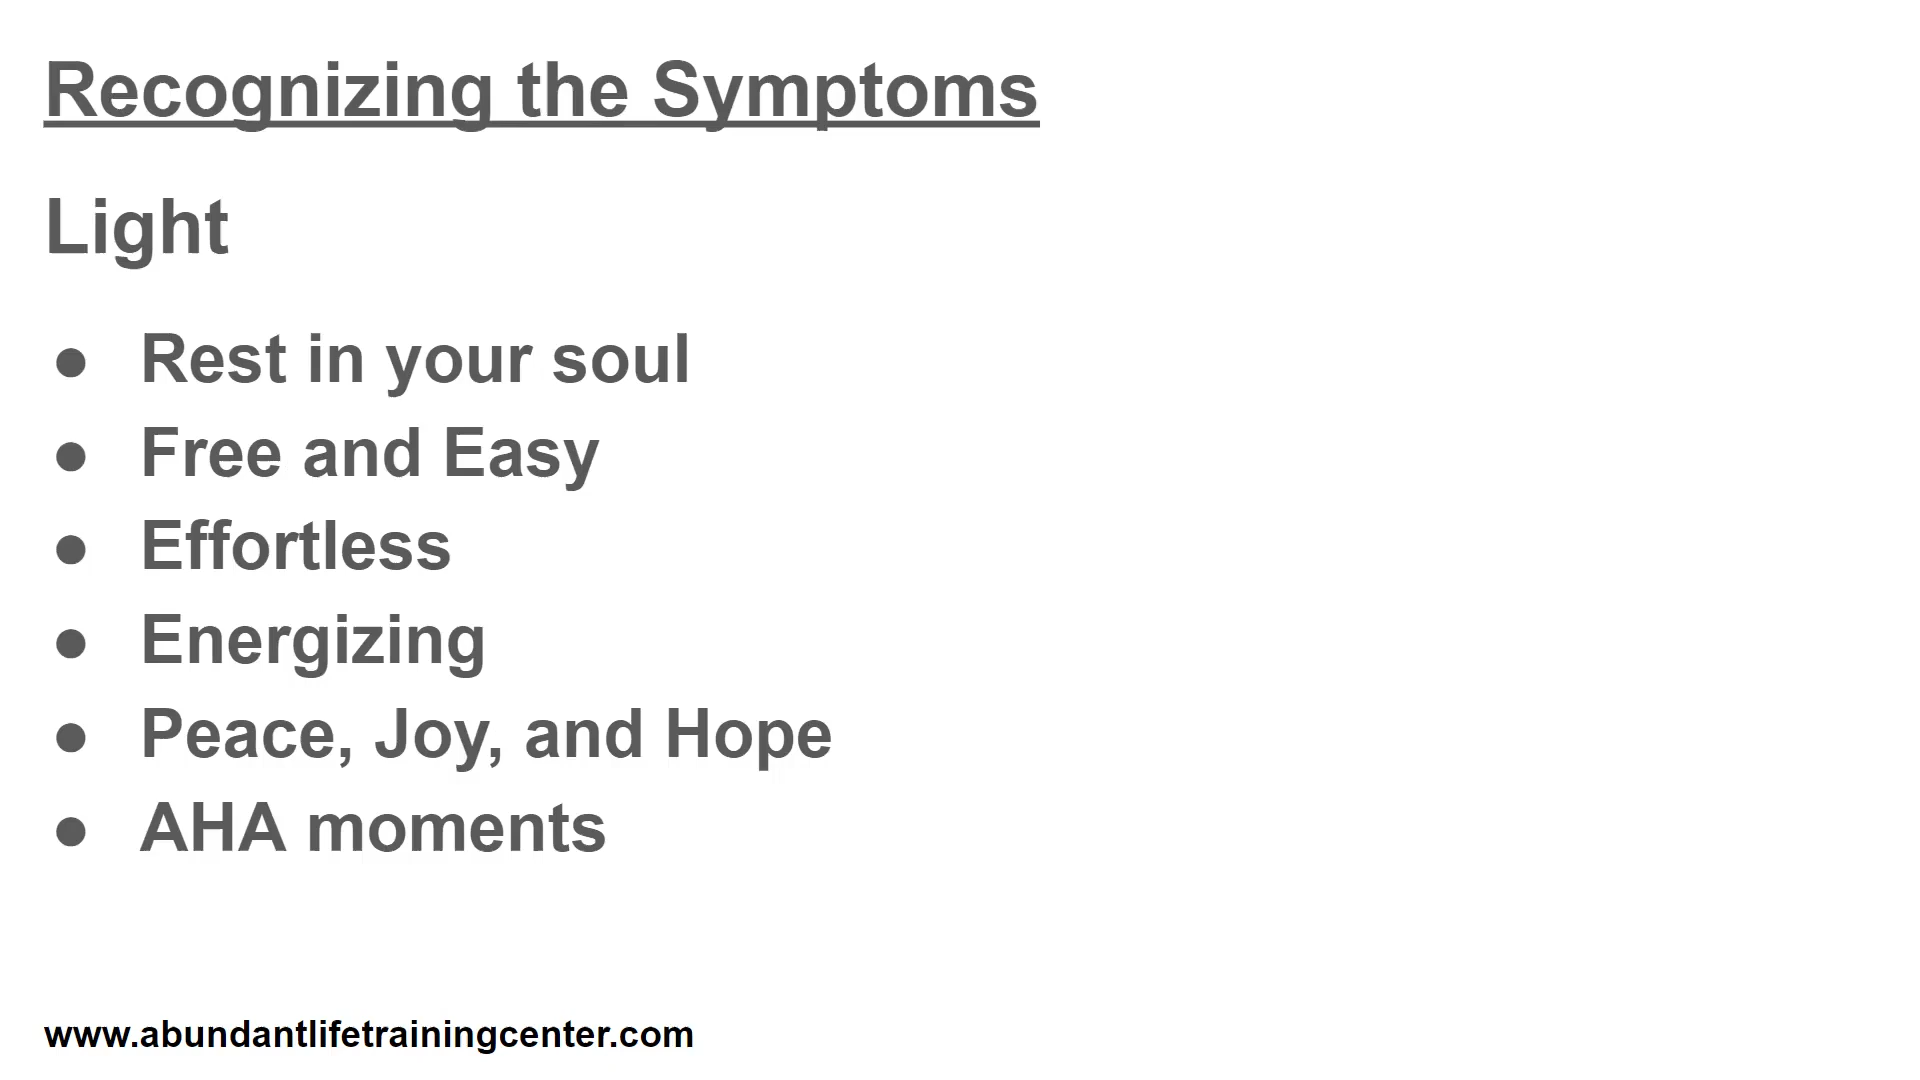 Recognizing the Symptoms
Light
● Rest in your soul
● Free and Easy
● Effortless
● Energizing
● Peace, Joy, and Hope
● AHA moments
www.abundantlifetrainingcenter.com